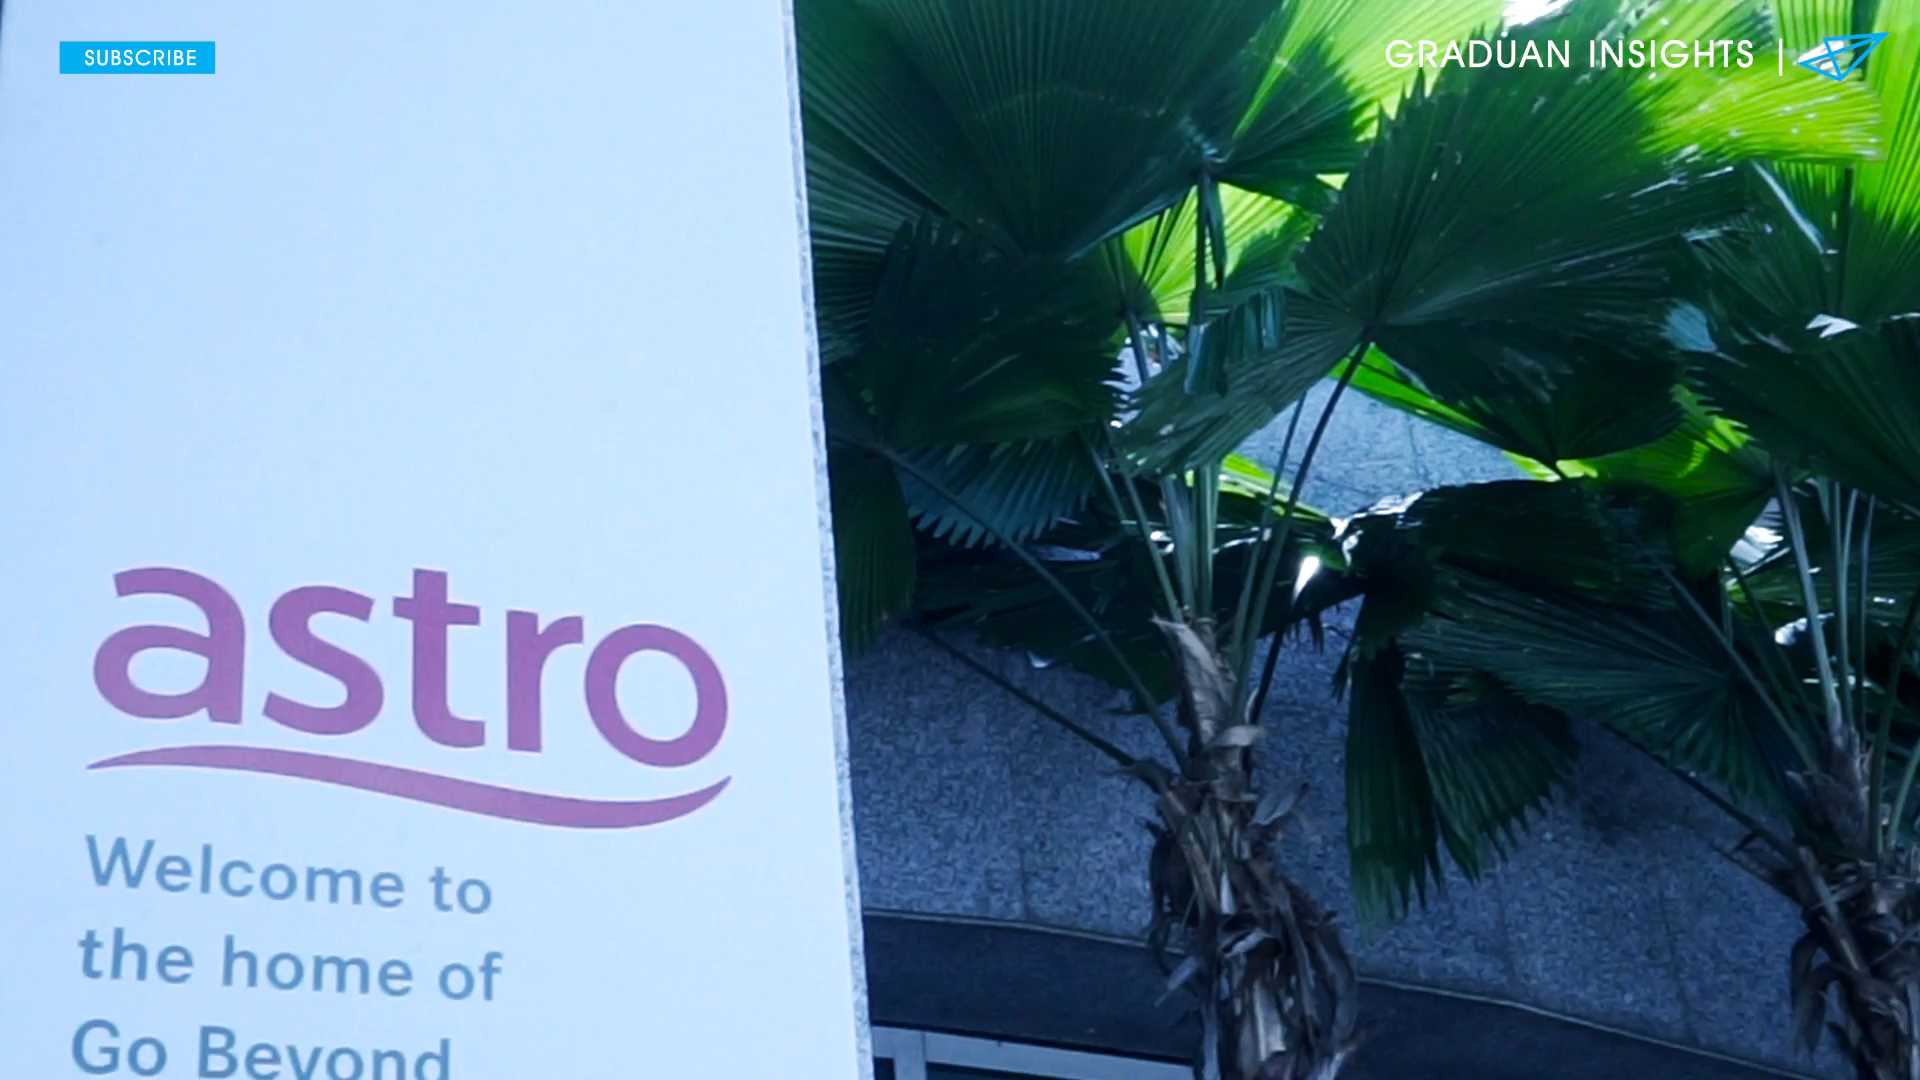 SUBSCRIBE
GRADUAN INSIGHTS
astro
Welcome to
the home of
Go Beyond